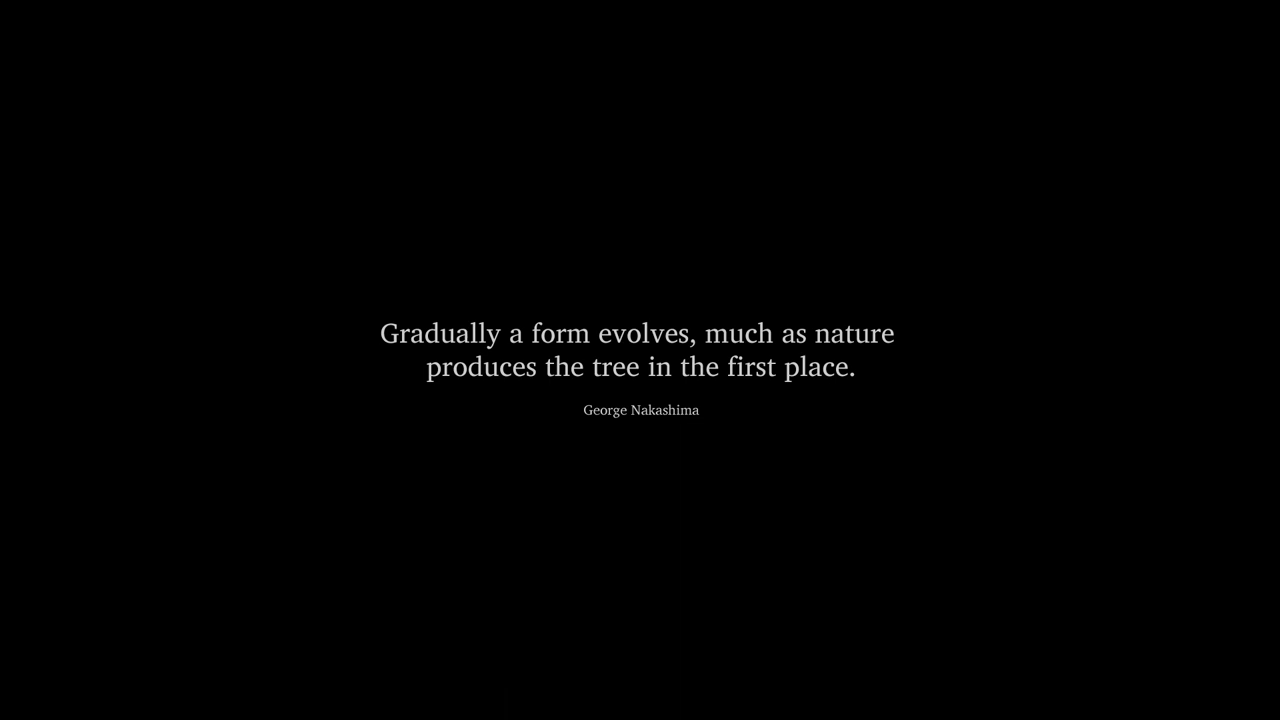 Gradually a form evolves, much as nature
produces the tree in the first place.
George Nakashima